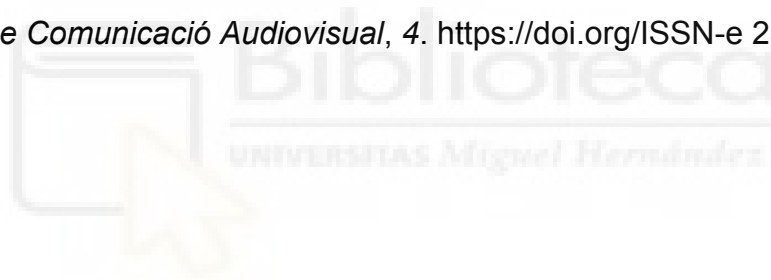 e Comunicació Audiovisual, 4. https://doi.org/ISSN-e 2
Biblioteca
UNIVERSITAS Miguel Hernández